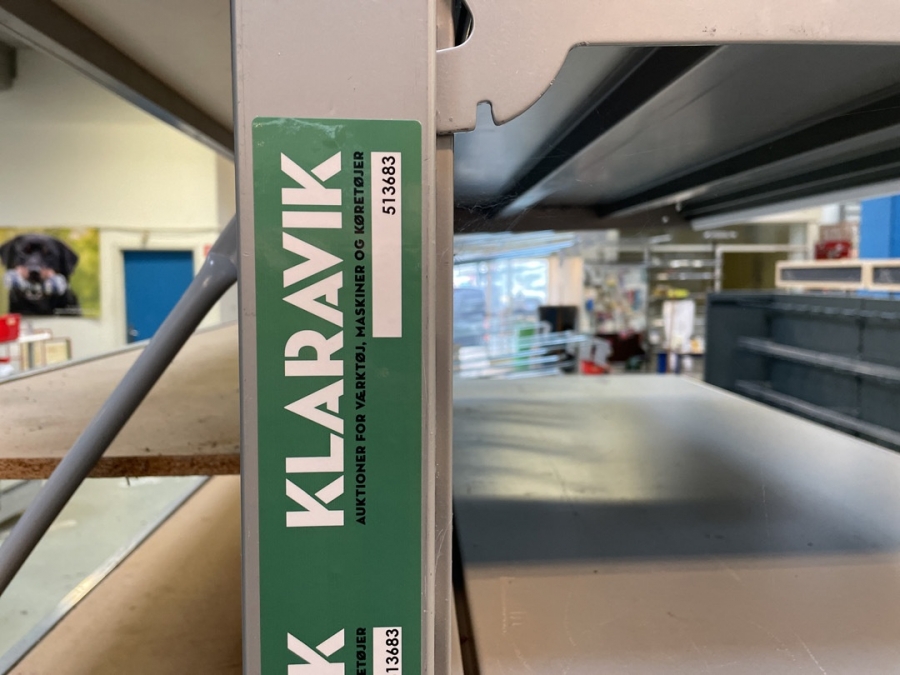 KLARAVIK
AUKTIONER FOR VÆRKTØJ, MASKINER OG KØRETØJER
513683
K
ETØJER
13683